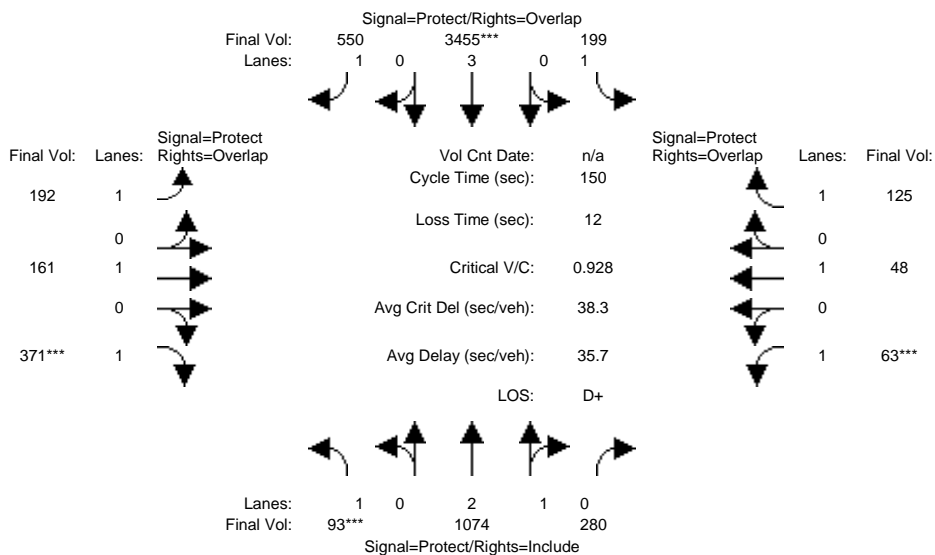 Signal=Protect/Rights=Overlap
Final Vol: 550 3455*** 199
Lanes: 1 0 3 0 1
Signal=Protect Signal=Protect
Final Vol: Lanes: Rights=Overlap Vol Cnt Date: n/a Rights=Overlap Lanes: Final Vol:
Cycle Time (sec): 150
192 1 1 125
Loss Time (sec): 12
0 0
161 1 Critical V/C: 0.928 1 48
0 Avg Crit Del (sec/veh): 38.3 0
371*** 1 Avg Delay (sec/veh): 35.7 1 63***
LOS: D+
Lanes: 1 0 2 1 0
Final Vol: 93*** 1074 280
Signal=Protect/Rights=Include